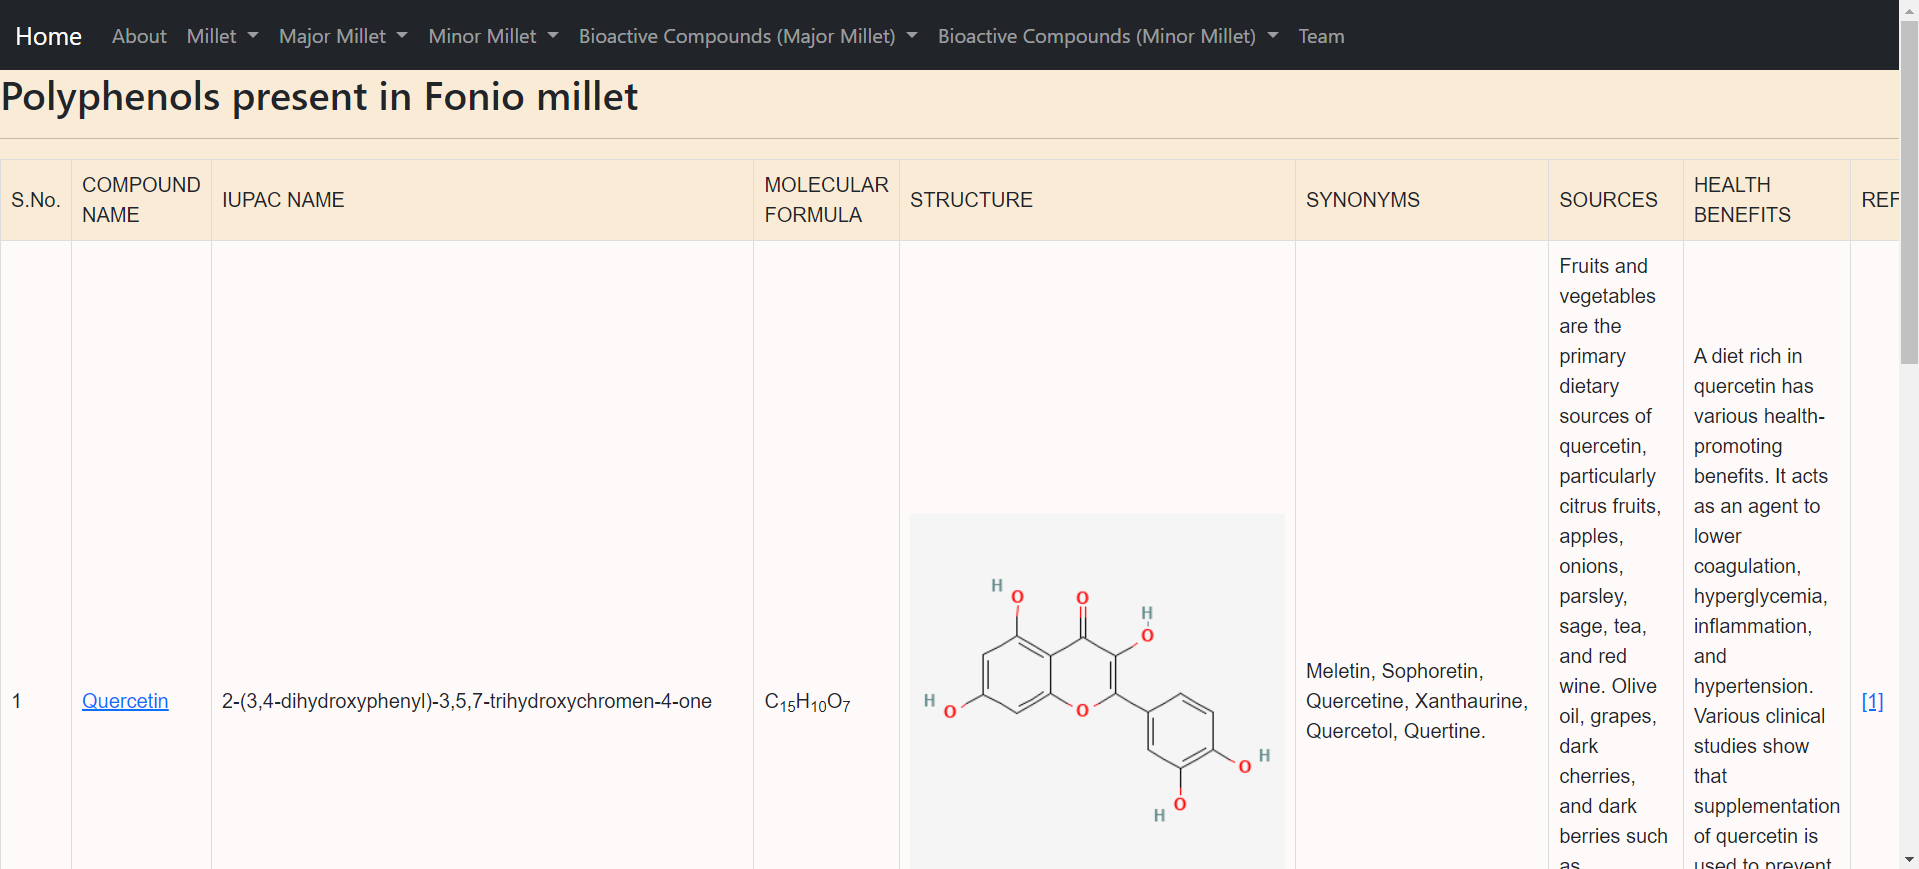 Home About Millet Major Millet Minor Millet Bioactive Compounds (Major Millet) Bioactive Compounds (Minor Millet) Team
Polyphenols present in Fonio millet
S.No.
COMPOUND
NAME
IUPAC NAME
MOLECULAR
FORMULA
STRUCTURE
SYNONYMS
SOURCES
HEALTH
BENEFITS
REF
1
Quercetin
2-(3,4-dihydroxyphenyl)-3,5,7-trihydroxychromen-4-one
C₁₅H₁₀O₇
H
O
O
H
O
H
O
O
H
O
H
O
Meletin, Sophoretin,
Quercetine, Xanthaurine,
Quercetol, Quertine.
Fruits and
vegetables
are the
primary
dietary
sources of
quercetin,
particularly
citrus fruits,
apples,
onions,
parsley,
sage, tea,
and red
wine. Olive
oil, grapes,
dark
cherries,
and dark
berries such
as
A diet rich in
quercetin has
various health-
promoting
benefits. It acts
as an agent to
lower
coagulation,
hyperglycemia,
inflammation,
and
hypertension.
Various clinical
studies show
that
supplementation
of quercetin is
used to prevent
[1]